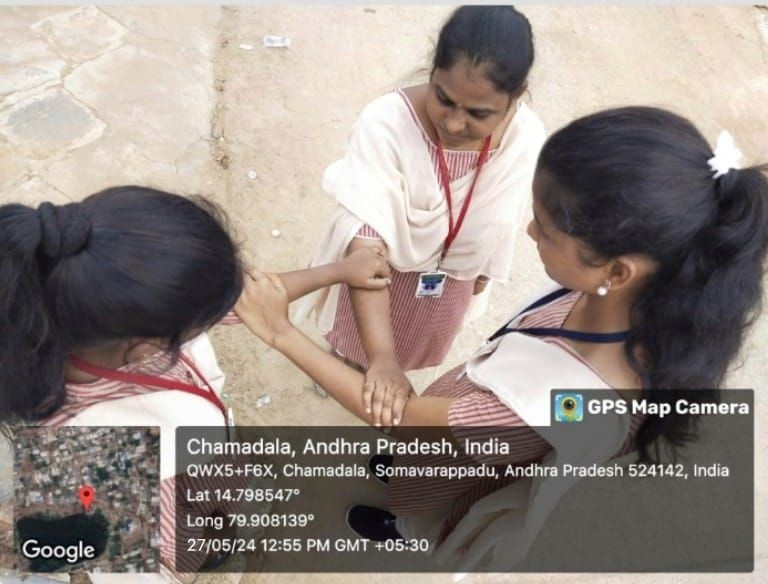 GPS Map Camera
Chamadala, Andhra Pradesh, India
QWX5+F6X, Chamadala, Somavarappadu, Andhra Pradesh 524142, India
Lat 14.798547°
Long 79.908139°
27/05/24 12:55 PM GMT +05:30
Google